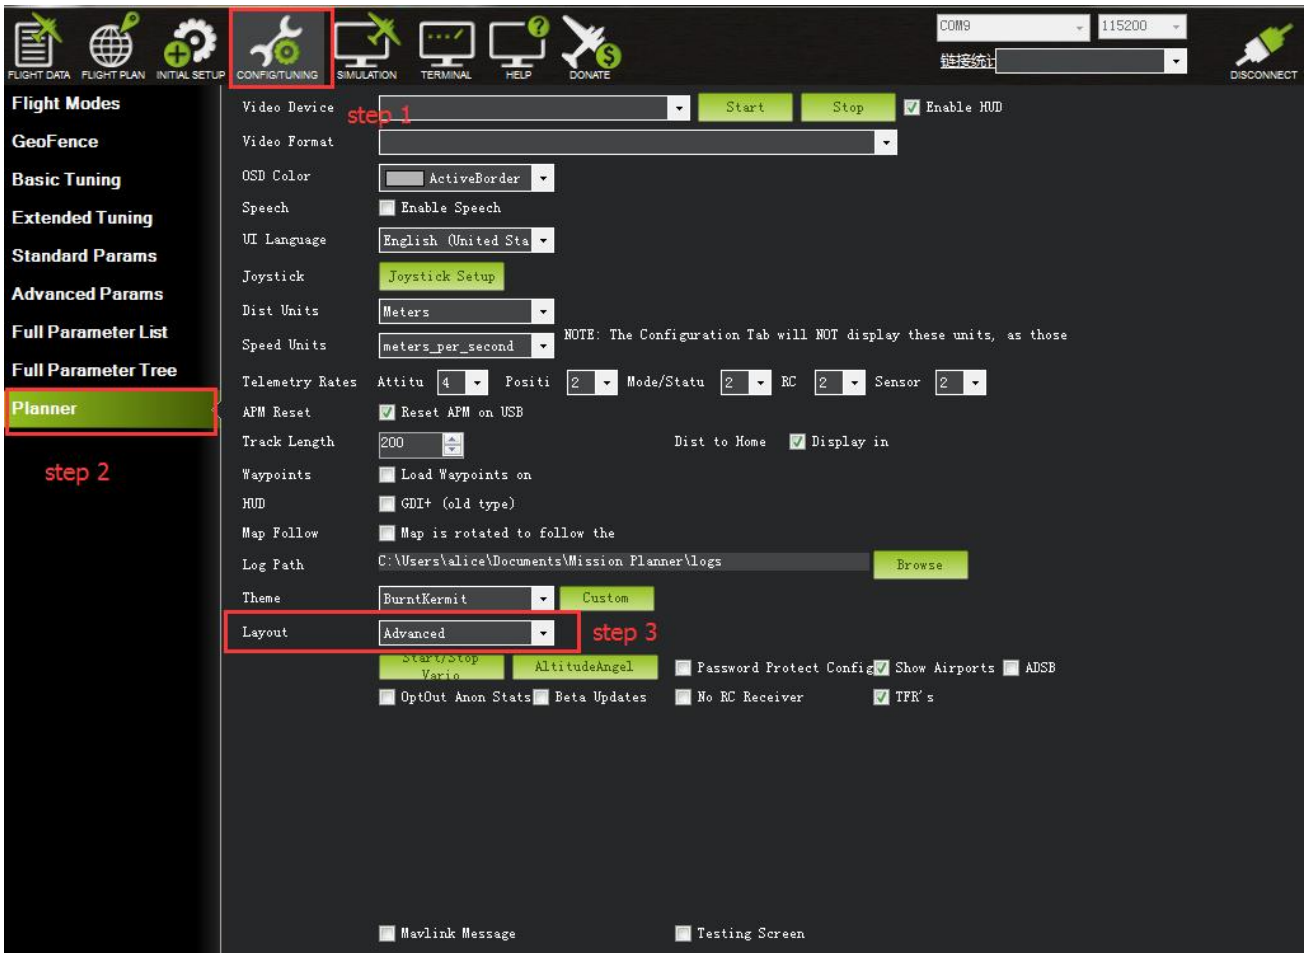 COM9 115200
FLIGHT DATA FLIGHT PLAN INITIAL SETUP CONFIG/TUNING SIMULATION TERMINAL HELP DONATE 链接统计 DISCONNECT
Flight Modes
GeoFence
Basic Tuning
Extended Tuning
Standard Params
Advanced Params
Full Parameter List
Full Parameter Tree
Planner
step 2
Video Device step 1 Start Stop Enable HUD
Video Format
OSD Color ActiveBorder
Speech Enable Speech
UI Language English (United Sta
Joystick Joystick Setup
Dist Units Meters
NOTE: The Configuration Tab will NOT display these units, as those
Speed Units meters_per_second
Telemetry Rates Attitu 4 Positi 2 Mode/Statu 2 RC 2 Sensor 2
APM Reset Reset APM on USB
Track Length 200 Dist to Home Display in
Waypoints Load Waypoints on
HUD GDI+ (old type)
Map Follow Map is rotated to follow the
Log Path C:\Users\alice\Documents\Mission Planner\logs Browse
Theme BurntKermit Custom
Layout Advanced step 3
Start/Stop
Vario
AltitudeAngel Password Protect Config Show Airports ADSB
OptOut Anon Stats Beta Updates No RC Receiver TFR's
Mavlink Message Testing Screen